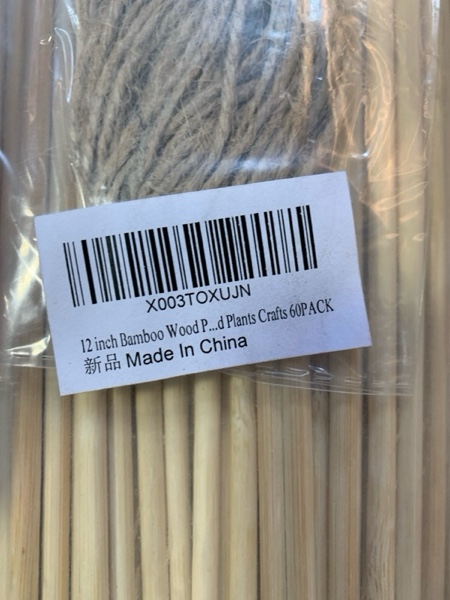 X003TOXUJN
12 inch Bamboo Wood P...d Plants Crafts 60PACK
新品 Made In China